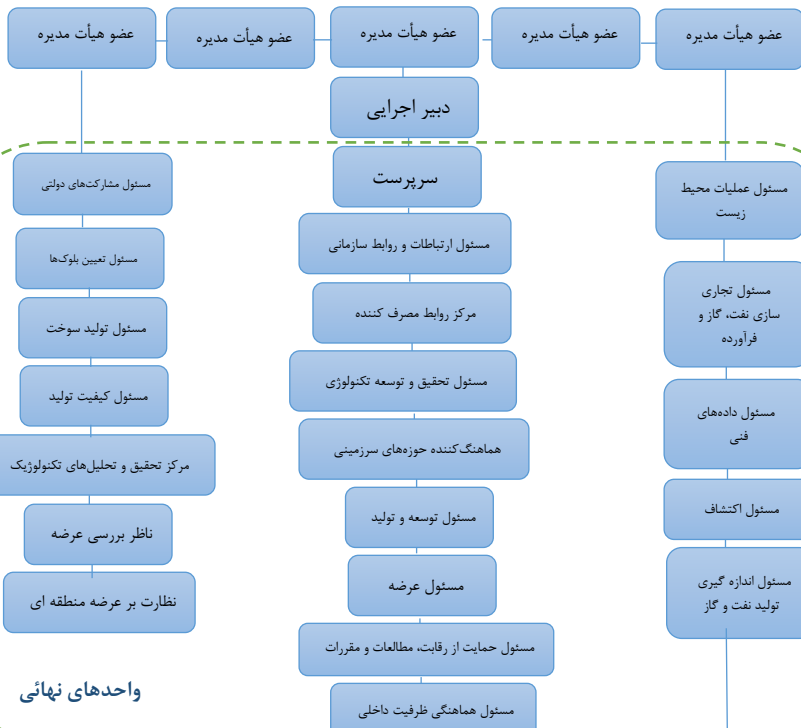 عضو هیأت مدیره
عضو هیأت مدیره
عضو هیأت مدیره
عضو هیأت مدیره
عضو هیأت مدیره
دبیر اجرایی
سرپرست
مسئول عملیات محیط
زیست
مسئول تجاری
سازی نفت، گاز و
فرآورده
مسئول داده‌های
فنی
مسئول اکتشاف
مسئول اندازه گیری
تولید نفت و گاز
مسئول ارتباطات و روابط سازمانی
مرکز روابط مصرف کننده
مسئول تحقیق و توسعه تکنولوژی
هماهنگ‌کننده حوزه‌های سرزمینی
مسئول توسعه و تولید
مسئول عرضه
مسئول حمایت از رقابت، مطالعات و مقررات
مسئول هماهنگی ظرفیت داخلی
مسئول مشارکت‌های دولتی
مسئول تعیین بلوک‌ها
مسئول تولید سوخت
مسئول کیفیت تولید
مرکز تحقیق و تحلیل‌های تکنولوژیک
ناظر بررسی عرضه
نظارت بر عرضه منطقه ای
واحدهای نهائی